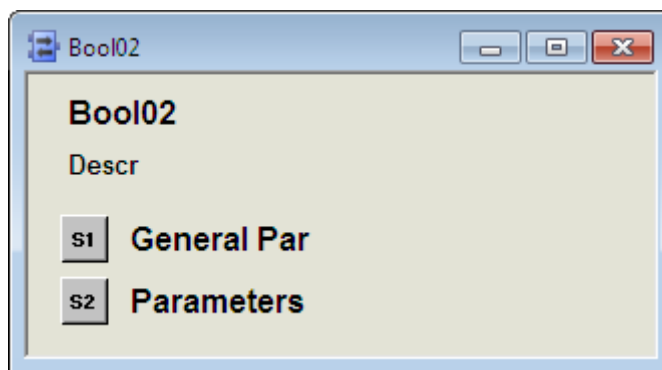 Bool02
Bool02
Descr
S1 General Par
S2 Parameters